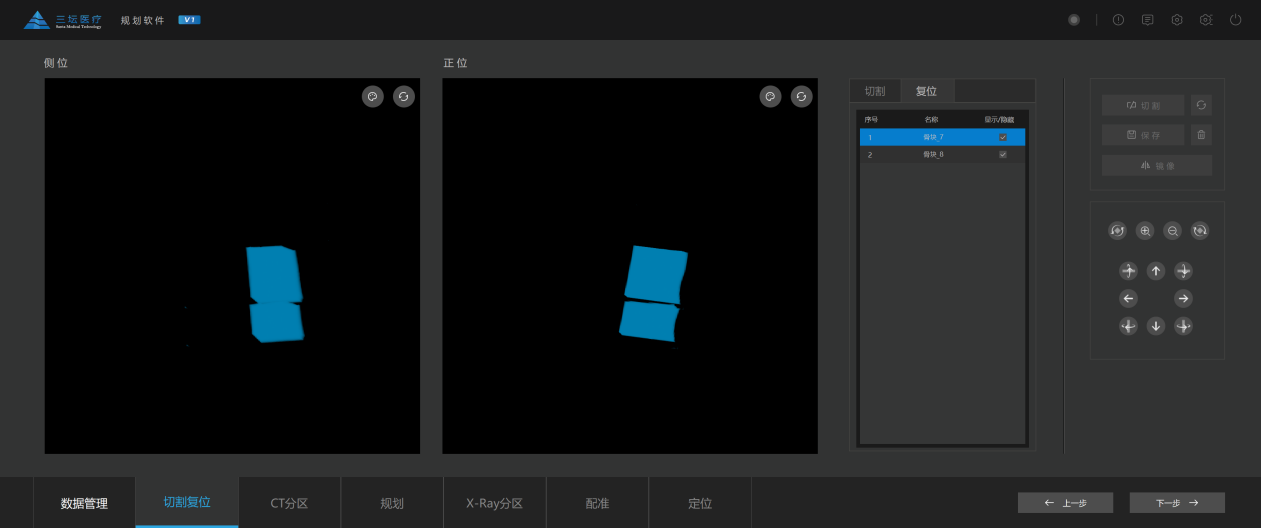 三坛医疗
Santa Medical Technology
规划软件 V1
侧位
正位
切割 复位
序号 名称 显示/隐藏
1 骨块_7
2 骨块_8
切割
保存
镜像
数据管理 切割复位 CT分区 规划 X-Ray分区 配准 定位 ← 上一步 下一步 →